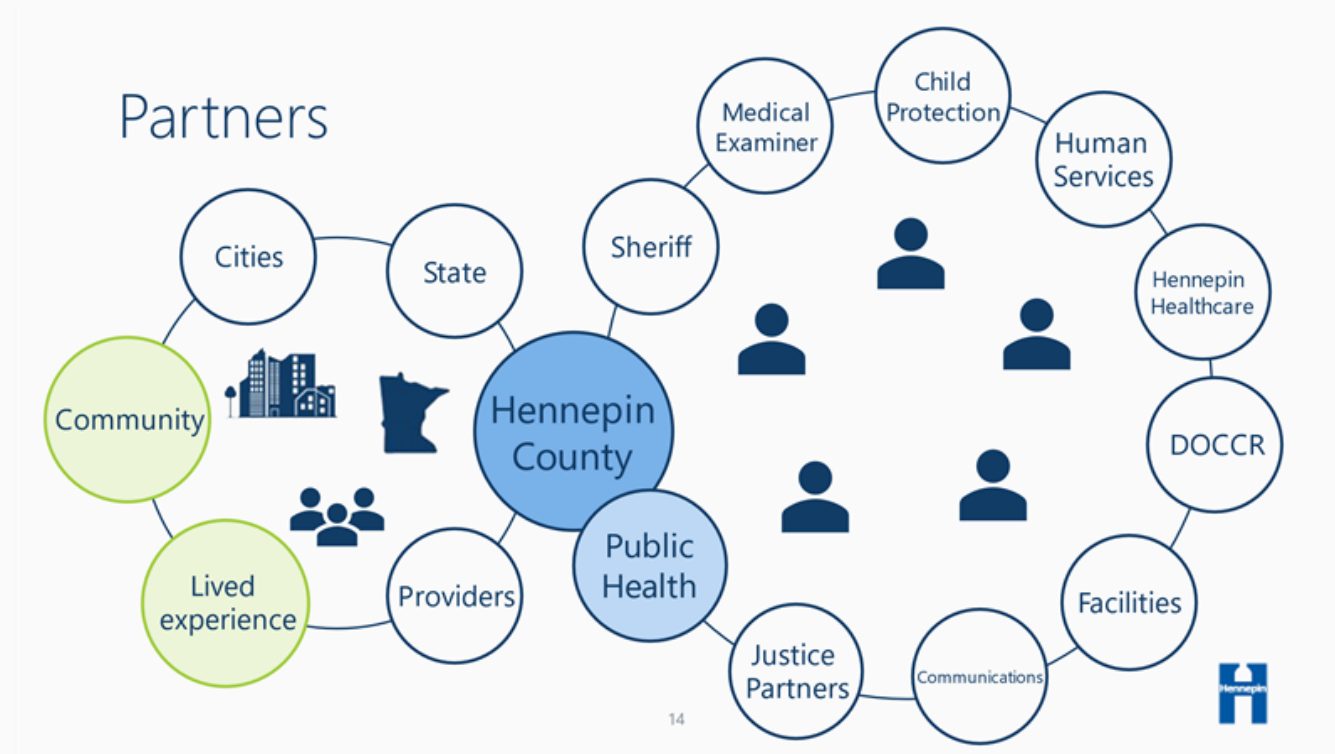 Partners
Cities
State
Community
Lived
experience
Providers
Hennepin
County
Public
Health
Sheriff
Medical
Examiner
Child
Protection
Human
Services
Hennepin
Healthcare
DOCCR
Facilities
Communications
Justice
Partners
14
Hennepin